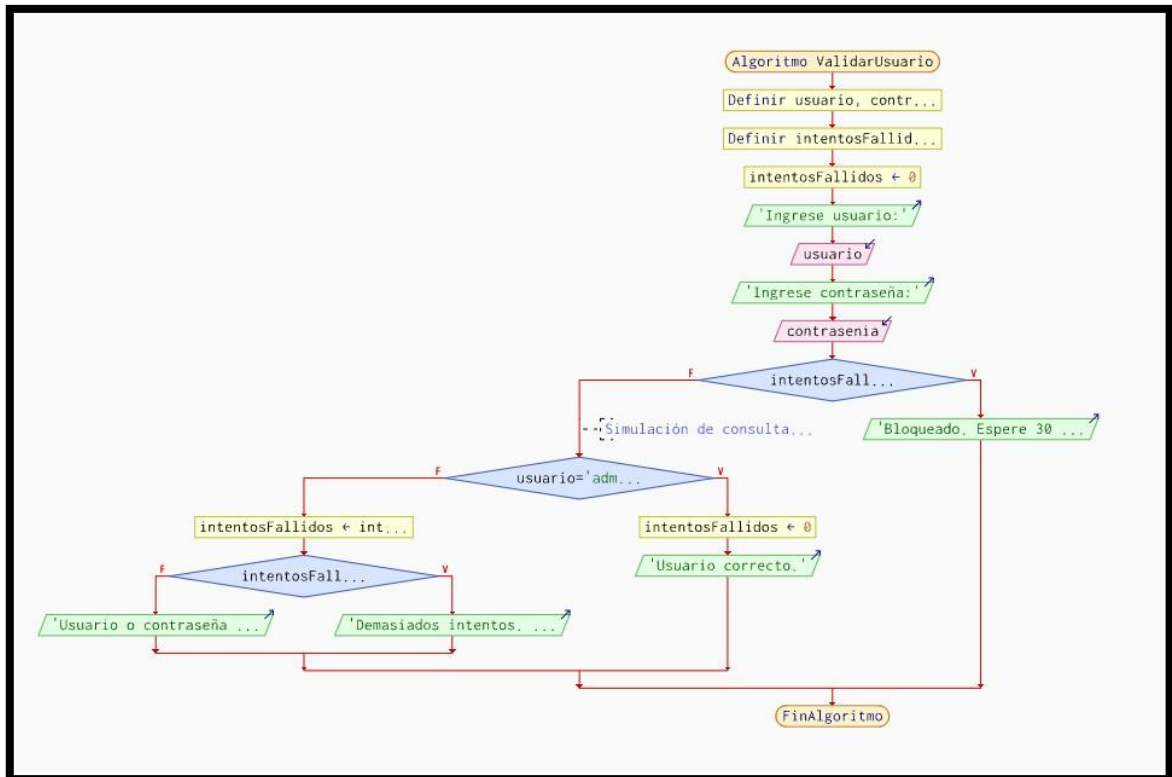 Algoritmo ValidarUsuario
Definir usuario, contr...
Definir intentosFallid...
intentosFallidos ← 0
'Ingrese usuario:'
usuario
'Ingrese contraseña:'
contrasenia
intentosFall...
F
V
Simulación de consulta...
'Bloqueado. Espere 30 ...
usuario='adm...
F
V
intentosFallidos ← int...
intentosFallidos ← 0
intentosFall...
F
V
'Usuario correcto.'
'Usuario o contraseña ...
'Demasiados intentos. ...
FinAlgoritmo